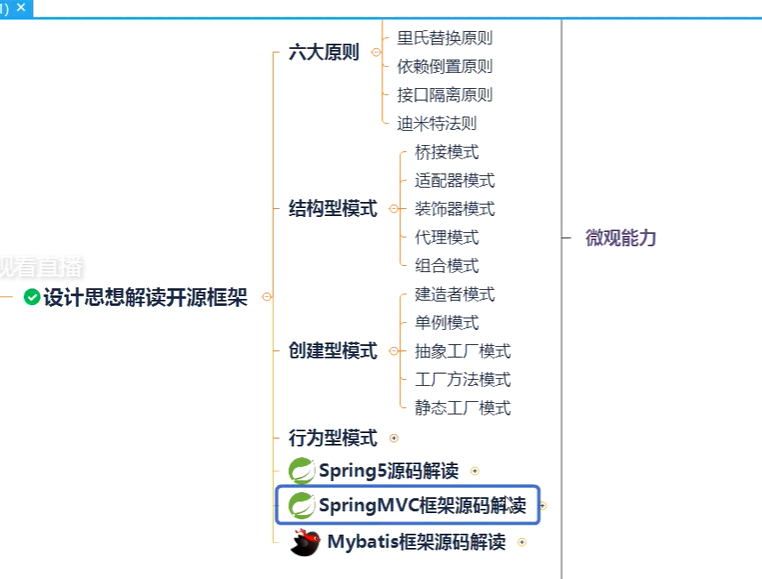 1)
六大原则
里氏替换原则
依赖倒置原则
接口隔离原则
迪米特法则
结构型模式
桥接模式
适配器模式
装饰器模式
代理模式
组合模式
微观能力
观看直播
设计思想解读开源框架
创建型模式
建造者模式
单例模式
抽象工厂模式
工厂方法模式
静态工厂模式
行为型模式
Spring5源码解读
SpringMVC框架源码解读
Mybatis框架源码解读